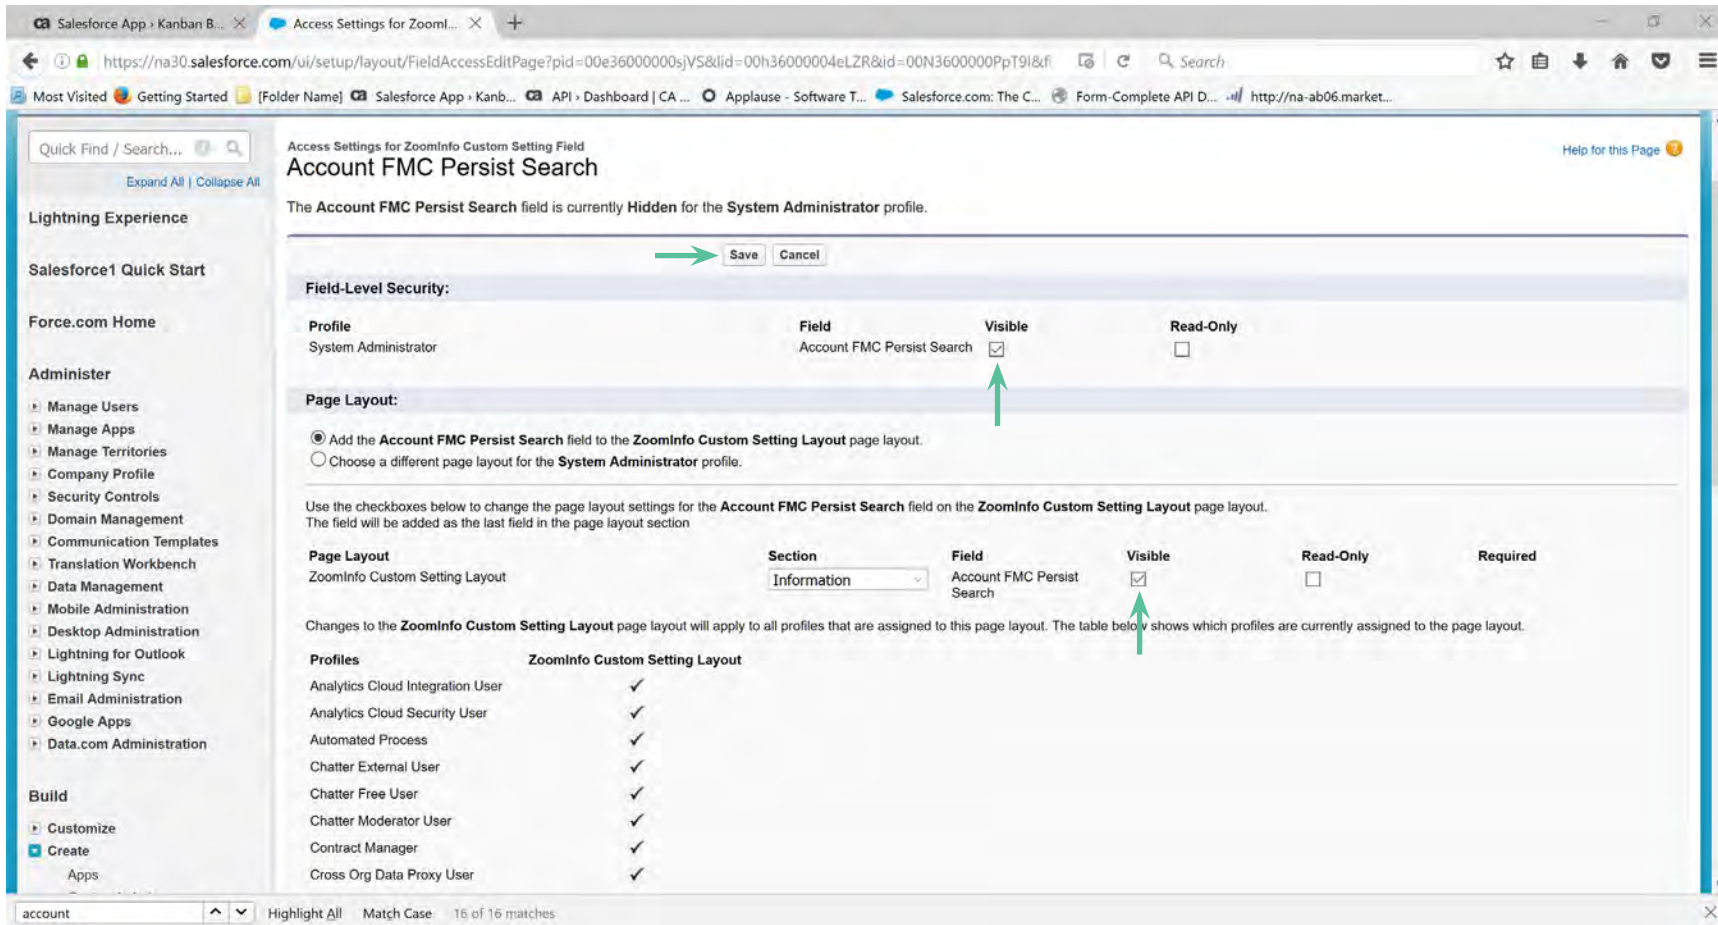 ca Salesforce App › Kanban B...
Access Settings for ZoomI...
https://na30.salesforce.com/ui/setup/layout/FieldAccessEditPage?pid=00e36000000sjVS&lid=00h36000004eLZR&id=00N3600000PpT9I&fl
Search
Most Visited
Getting Started
[Folder Name]
ca Salesforce App › Kanb...
ca API › Dashboard | CA ...
Applause - Software T...
Salesforce.com: The C...
Form-Complete API D...
http://na-ab06.market...
Quick Find / Search...
Expand All | Collapse All
Lightning Experience
Salesforce1 Quick Start
Force.com Home
Administer
Manage Users
Manage Apps
Manage Territories
Company Profile
Security Controls
Domain Management
Communication Templates
Translation Workbench
Data Management
Mobile Administration
Desktop Administration
Lightning for Outlook
Lightning Sync
Email Administration
Google Apps
Data.com Administration
Build
Customize
Create
Apps
Access Settings for ZoomInfo Custom Setting Field
Account FMC Persist Search
Help for this Page ?
The Account FMC Persist Search field is currently Hidden for the System Administrator profile.
Save Cancel
Field-Level Security:
Profile Field Visible Read-Only
System Administrator Account FMC Persist Search
Page Layout:
Add the Account FMC Persist Search field to the ZoomInfo Custom Setting Layout page layout.
Choose a different page layout for the System Administrator profile.
Use the checkboxes below to change the page layout settings for the Account FMC Persist Search field on the ZoomInfo Custom Setting Layout page layout.
The field will be added as the last field in the page layout section
Page Layout Section Field Visible Read-Only Required
ZoomInfo Custom Setting Layout Information Account FMC Persist
Search
Changes to the ZoomInfo Custom Setting Layout page layout will apply to all profiles that are assigned to this page layout. The table below shows which profiles are currently assigned to the page layout.
Profiles ZoomInfo Custom Setting Layout
Analytics Cloud Integration User
Analytics Cloud Security User
Automated Process
Chatter External User
Chatter Free User
Chatter Moderator User
Contract Manager
Cross Org Data Proxy User
account Highlight All Match Case 16 of 16 matches